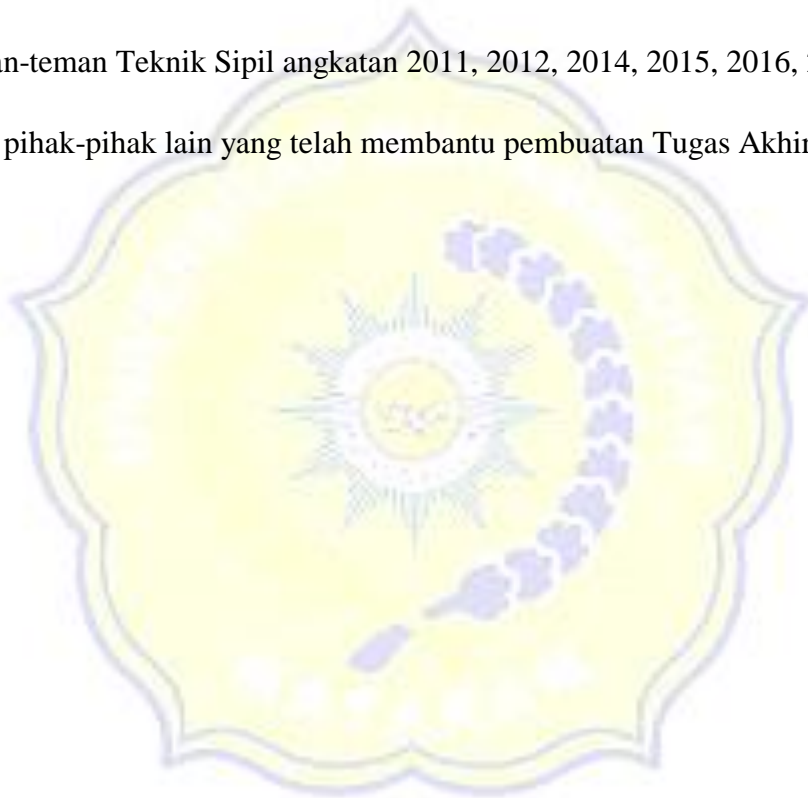 an-teman Teknik Sipil angkatan 2011, 2012, 2014, 2015, 2016,
pihak-pihak lain yang telah membantu pembuatan Tugas Akhir